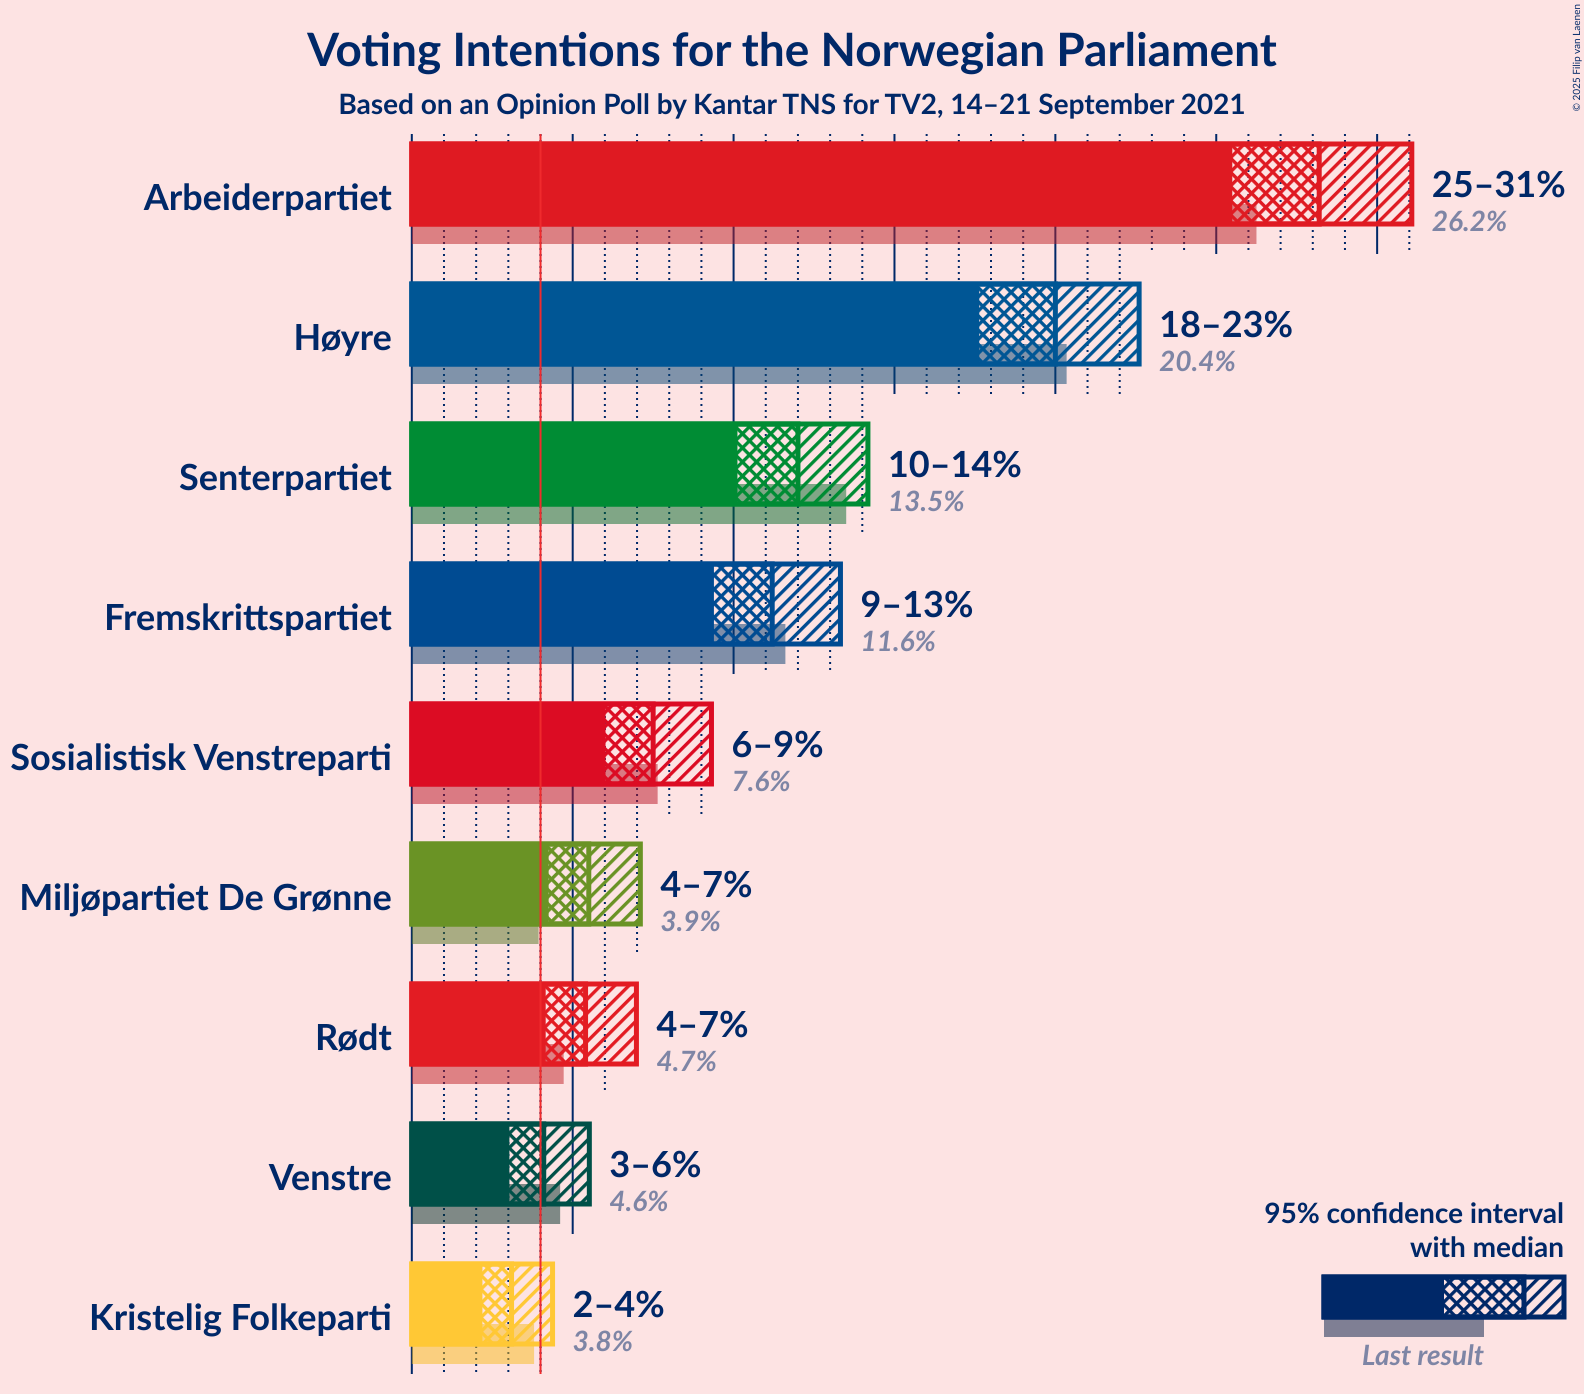 © 2025 Filip van Laenen
Voting Intentions for the Norwegian Parliament
Based on an Opinion Poll by Kantar TNS for TV2, 14–21 September 2021
Arbeiderpartiet
25–31%
26.2%
Høyre
18–23%
20.4%
Senterpartiet
10–14%
13.5%
Fremskrittspartiet
9–13%
11.6%
Sosialistisk Venstreparti
6–9%
7.6%
Miljøpartiet De Grønne
4–7%
3.9%
Rødt
4–7%
4.7%
Venstre
3–6%
4.6%
Kristelig Folkeparti
2–4%
3.8%
95% confidence interval
with median
Last result